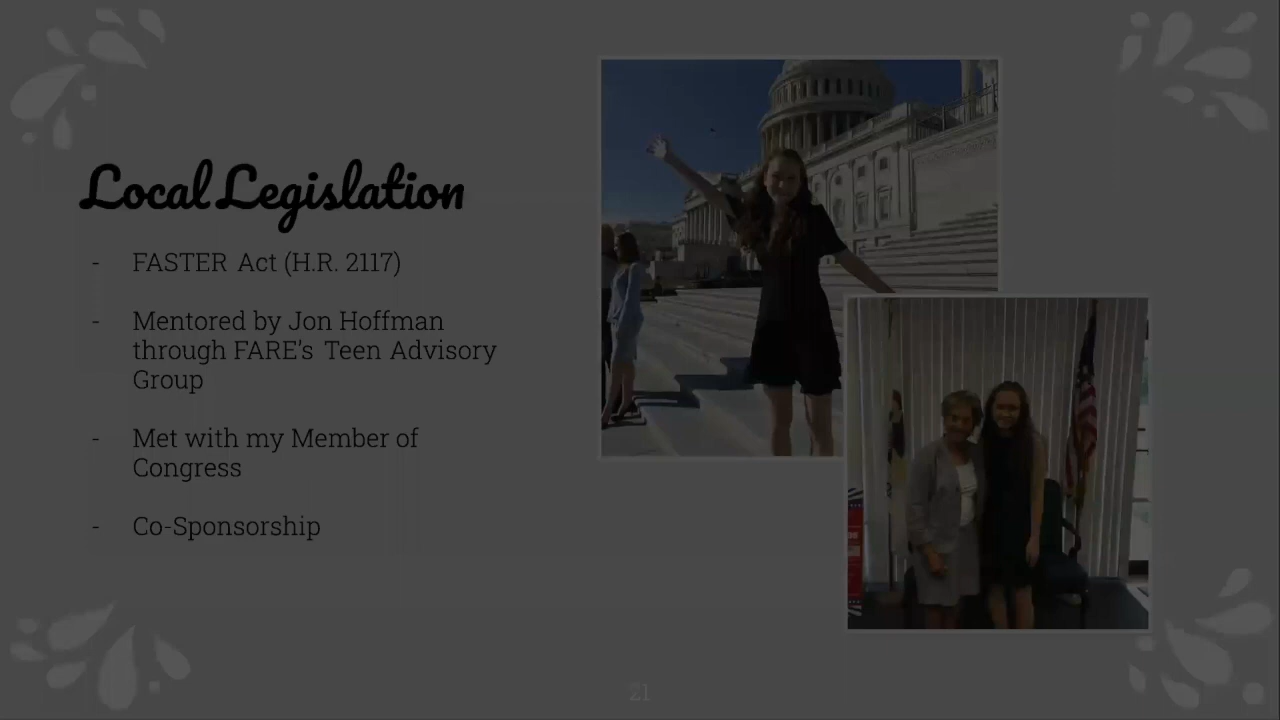 Local Legislation
- FASTER Act (H.R. 2117)
- Mentored by Jon Hoffman
through FARE's Teen Advisory
Group
- Met with my Member of
Congress
- Co-Sponsorship
21